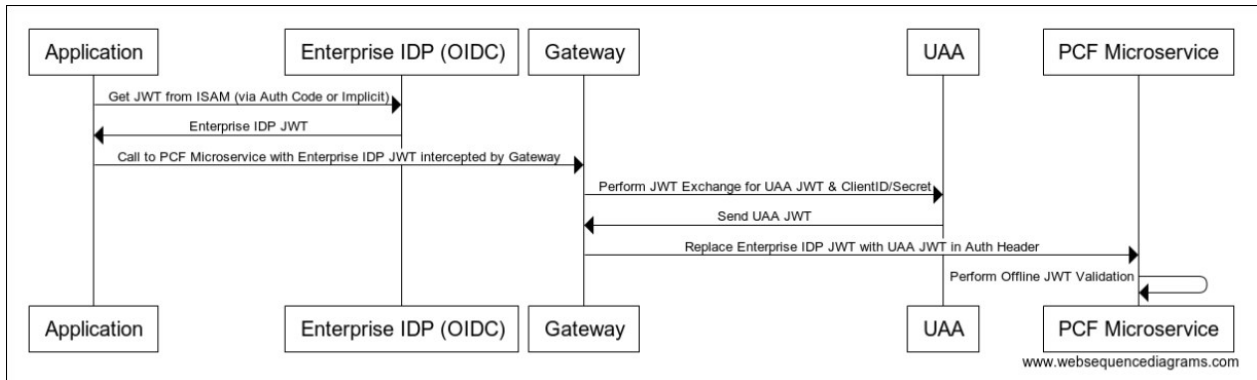 Application
Enterprise IDP (OIDC)
Gateway
UAA
PCF Microservice
Get JWT from ISAM (via Auth Code or Implicit)
Enterprise IDP JWT
Call to PCF Microservice with Enterprise IDP JWT intercepted by Gateway
Perform JWT Exchange for UAA JWT & ClientID/Secret
Send UAA JWT
Replace Enterprise IDP JWT with UAA JWT in Auth Header
Perform Offline JWT Validation
Application
Enterprise IDP (OIDC)
Gateway
UAA
PCF Microservice
www.websequencediagrams.com